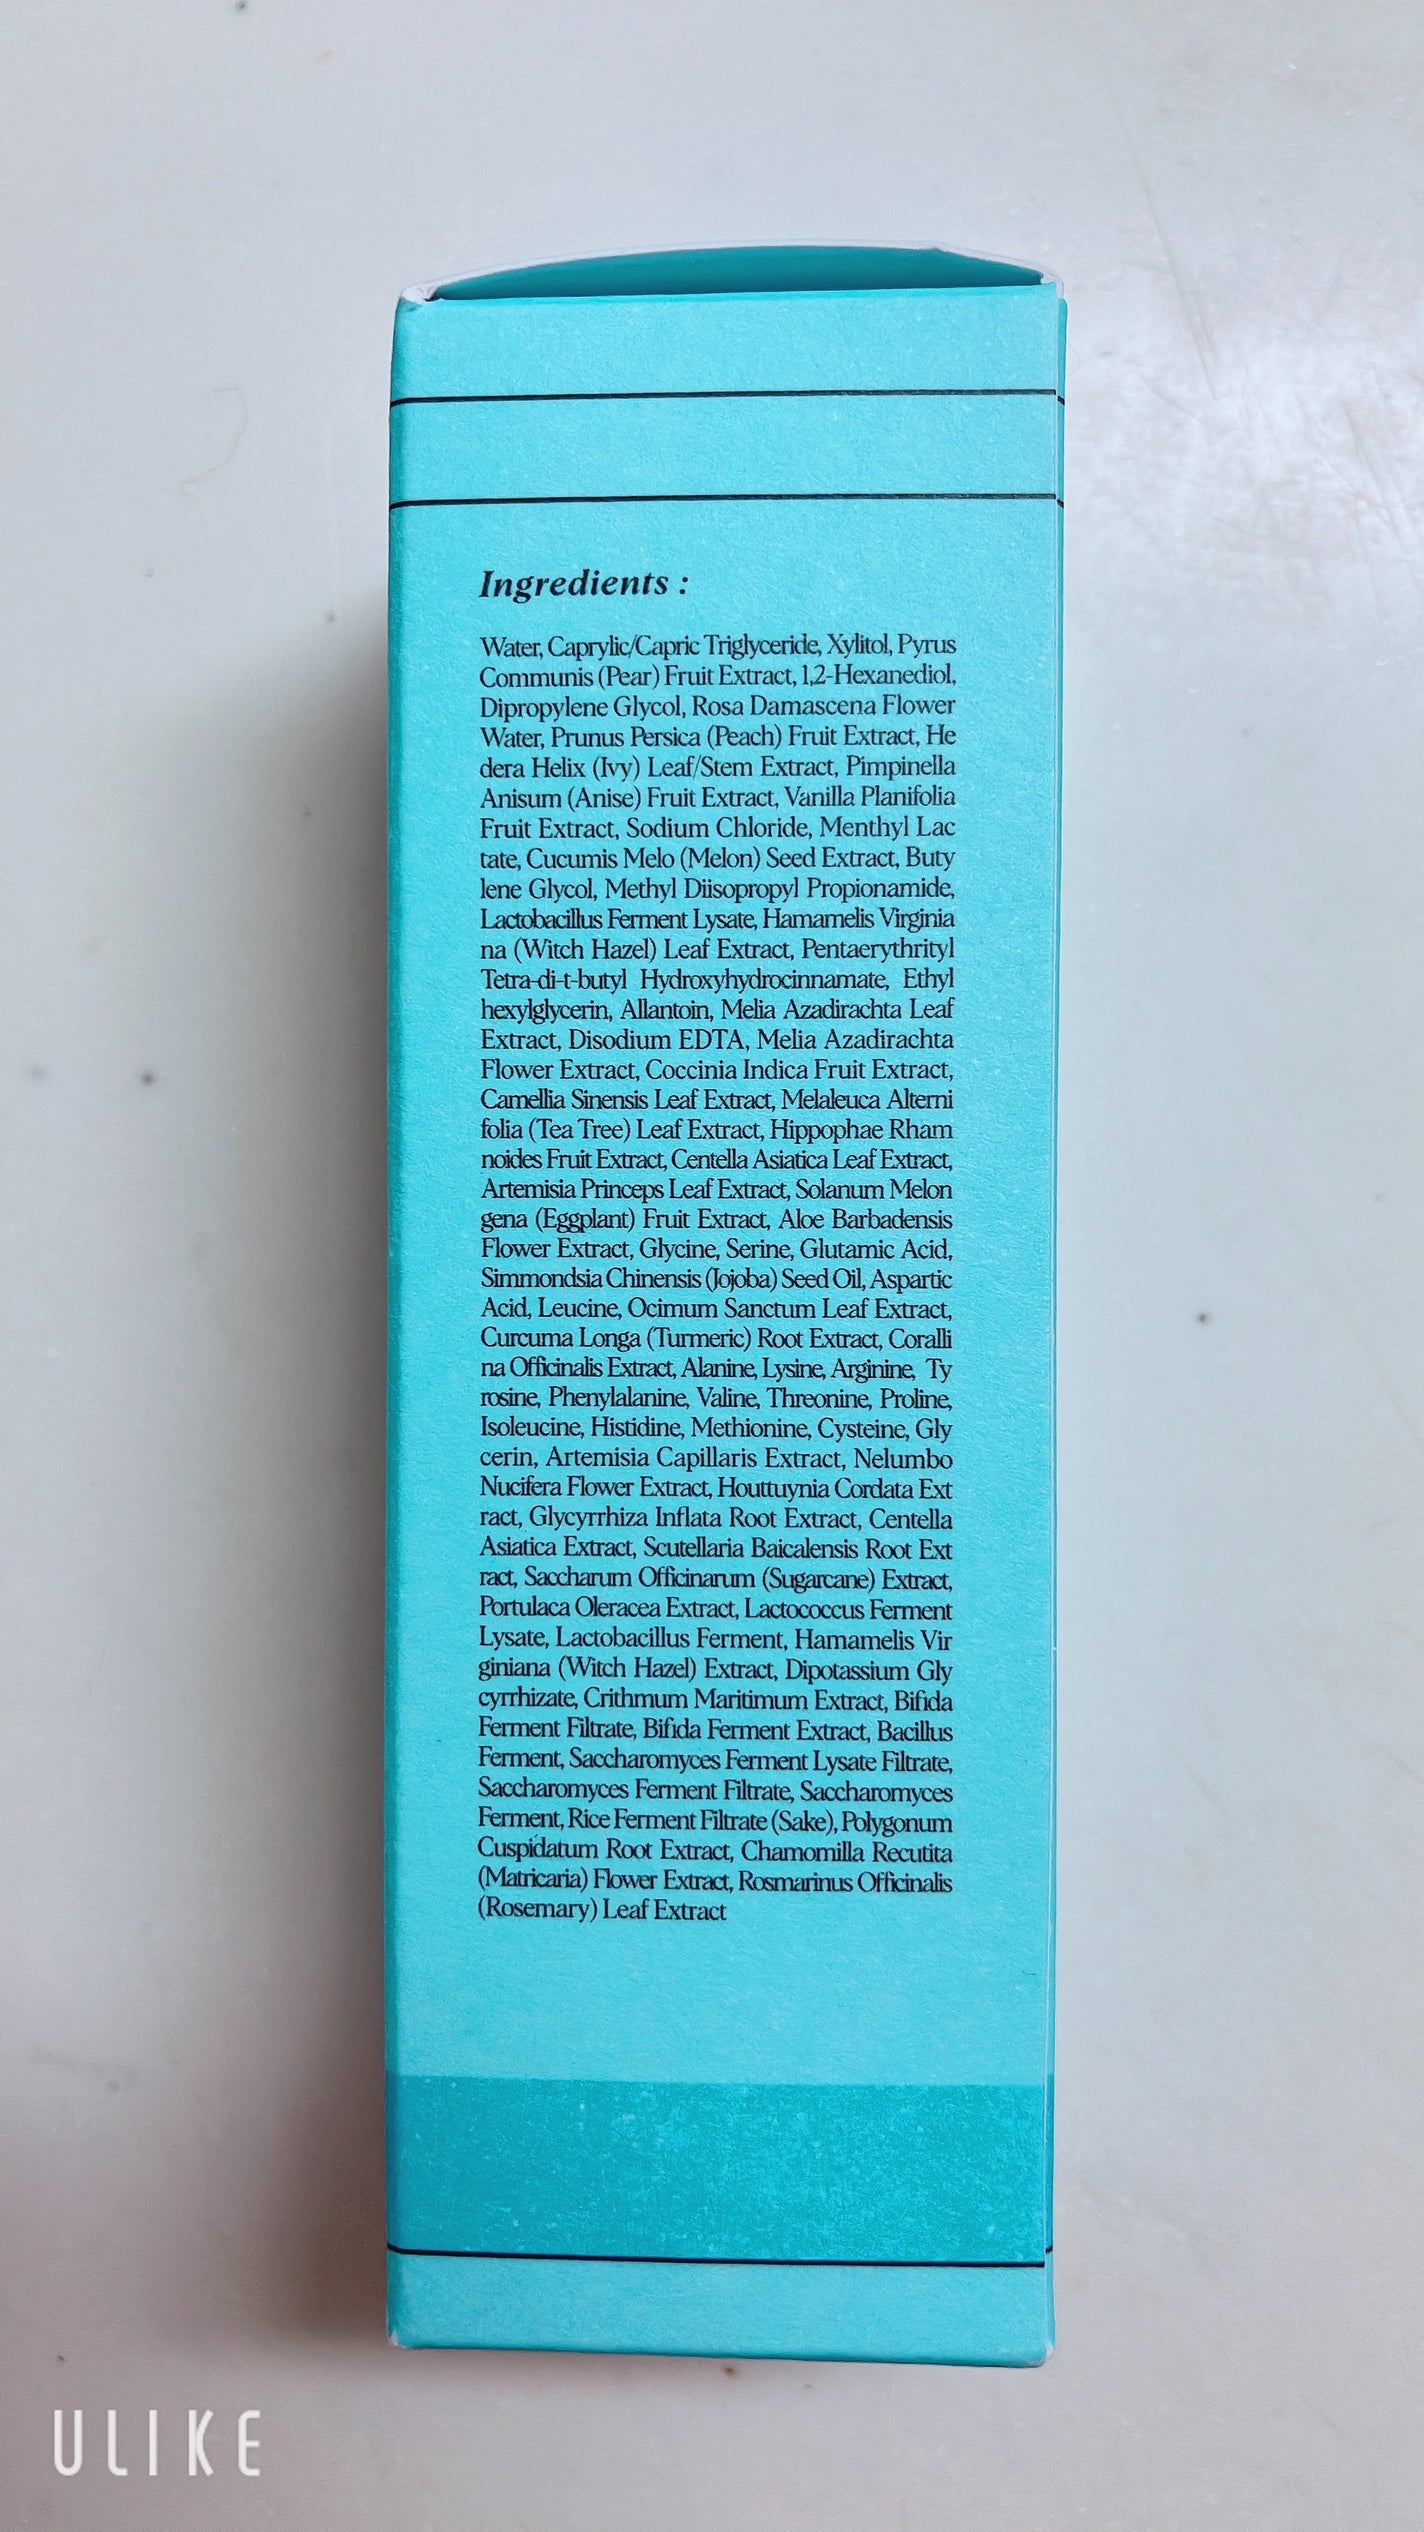 Ingredients :
Water, Caprylic/Capric Triglyceride, Xylitol, Pyrus
Communis (Pear) Fruit Extract, 1,2-Hexanediol,
Dipropylene Glycol, Rosa Damascena Flower
Water, Prunus Persica (Peach) Fruit Extract, He
dera Helix (Ivy) Leaf/Stem Extract, Pimpinella
Anisum (Anise) Fruit Extract, Vanilla Planifolia
Fruit Extract, Sodium Chloride, Menthyl Lac
tate, Cucumis Melo (Melon) Seed Extract, Buty
lene Glycol, Methyl Diisopropyl Propionamide,
Lactobacillus Ferment Lysate, Hamamelis Virginia
na (Witch Hazel) Leaf Extract, Pentaerythrityl
Tetra-di-t-butyl Hydroxyhydrocinnamate, Ethyl
hexylglycerin, Allantoin, Melia Azadirachta Leaf
Extract, Disodium EDTA, Melia Azadirachta
Flower Extract, Coccinia Indica Fruit Extract,
Camellia Sinensis Leaf Extract, Melaleuca Alterni
folia (Tea Tree) Leaf Extract, Hippophae Rham
noides Fruit Extract, Centella Asiatica Leaf Extract,
Artemisia Princeps Leaf Extract, Solanum Melon
gena (Eggplant) Fruit Extract, Aloe Barbadensis
Flower Extract, Glycine, Serine, Glutamic Acid,
Simmondsia Chinensis (Jojoba) Seed Oil, Aspartic
Acid, Leucine, Ocimum Sanctum Leaf Extract,
Curcuma Longa (Turmeric) Root Extract, Coralli
na Officinalis Extract, Alanine, Lysine, Arginine, Ty
rosine, Phenylalanine, Valine, Threonine, Proline,
Isoleucine, Histidine, Methionine, Cysteine, Gly
cerin, Artemisia Capillaris Extract, Nelumbo
Nucifera Flower Extract, Houttuynia Cordata Ext
ract, Glycyrrhiza Inflata Root Extract, Centella
Asiatica Extract, Scutellaria Baicalensis Root Ext
ract, Saccharum Officinarum (Sugarcane) Extract,
Portulaca Oleracea Extract, Lactococcus Ferment
Lysate, Lactobacillus Ferment, Hamamelis Vir
giniana (Witch Hazel) Extract, Dipotassium Gly
cyrrhizate, Crithmum Maritimum Extract, Bifida
Ferment Filtrate, Bifida Ferment Extract, Bacillus
Ferment, Saccharomyces Ferment Lysate Filtrate,
Saccharomyces Ferment Filtrate, Saccharomyces
Ferment, Rice Ferment Filtrate (Sake), Polygonum
Cuspidatum Root Extract, Chamomilla Recutita
(Matricaria) Flower Extract, Rosmarinus Officinalis
(Rosemary) Leaf Extract
ULIKE